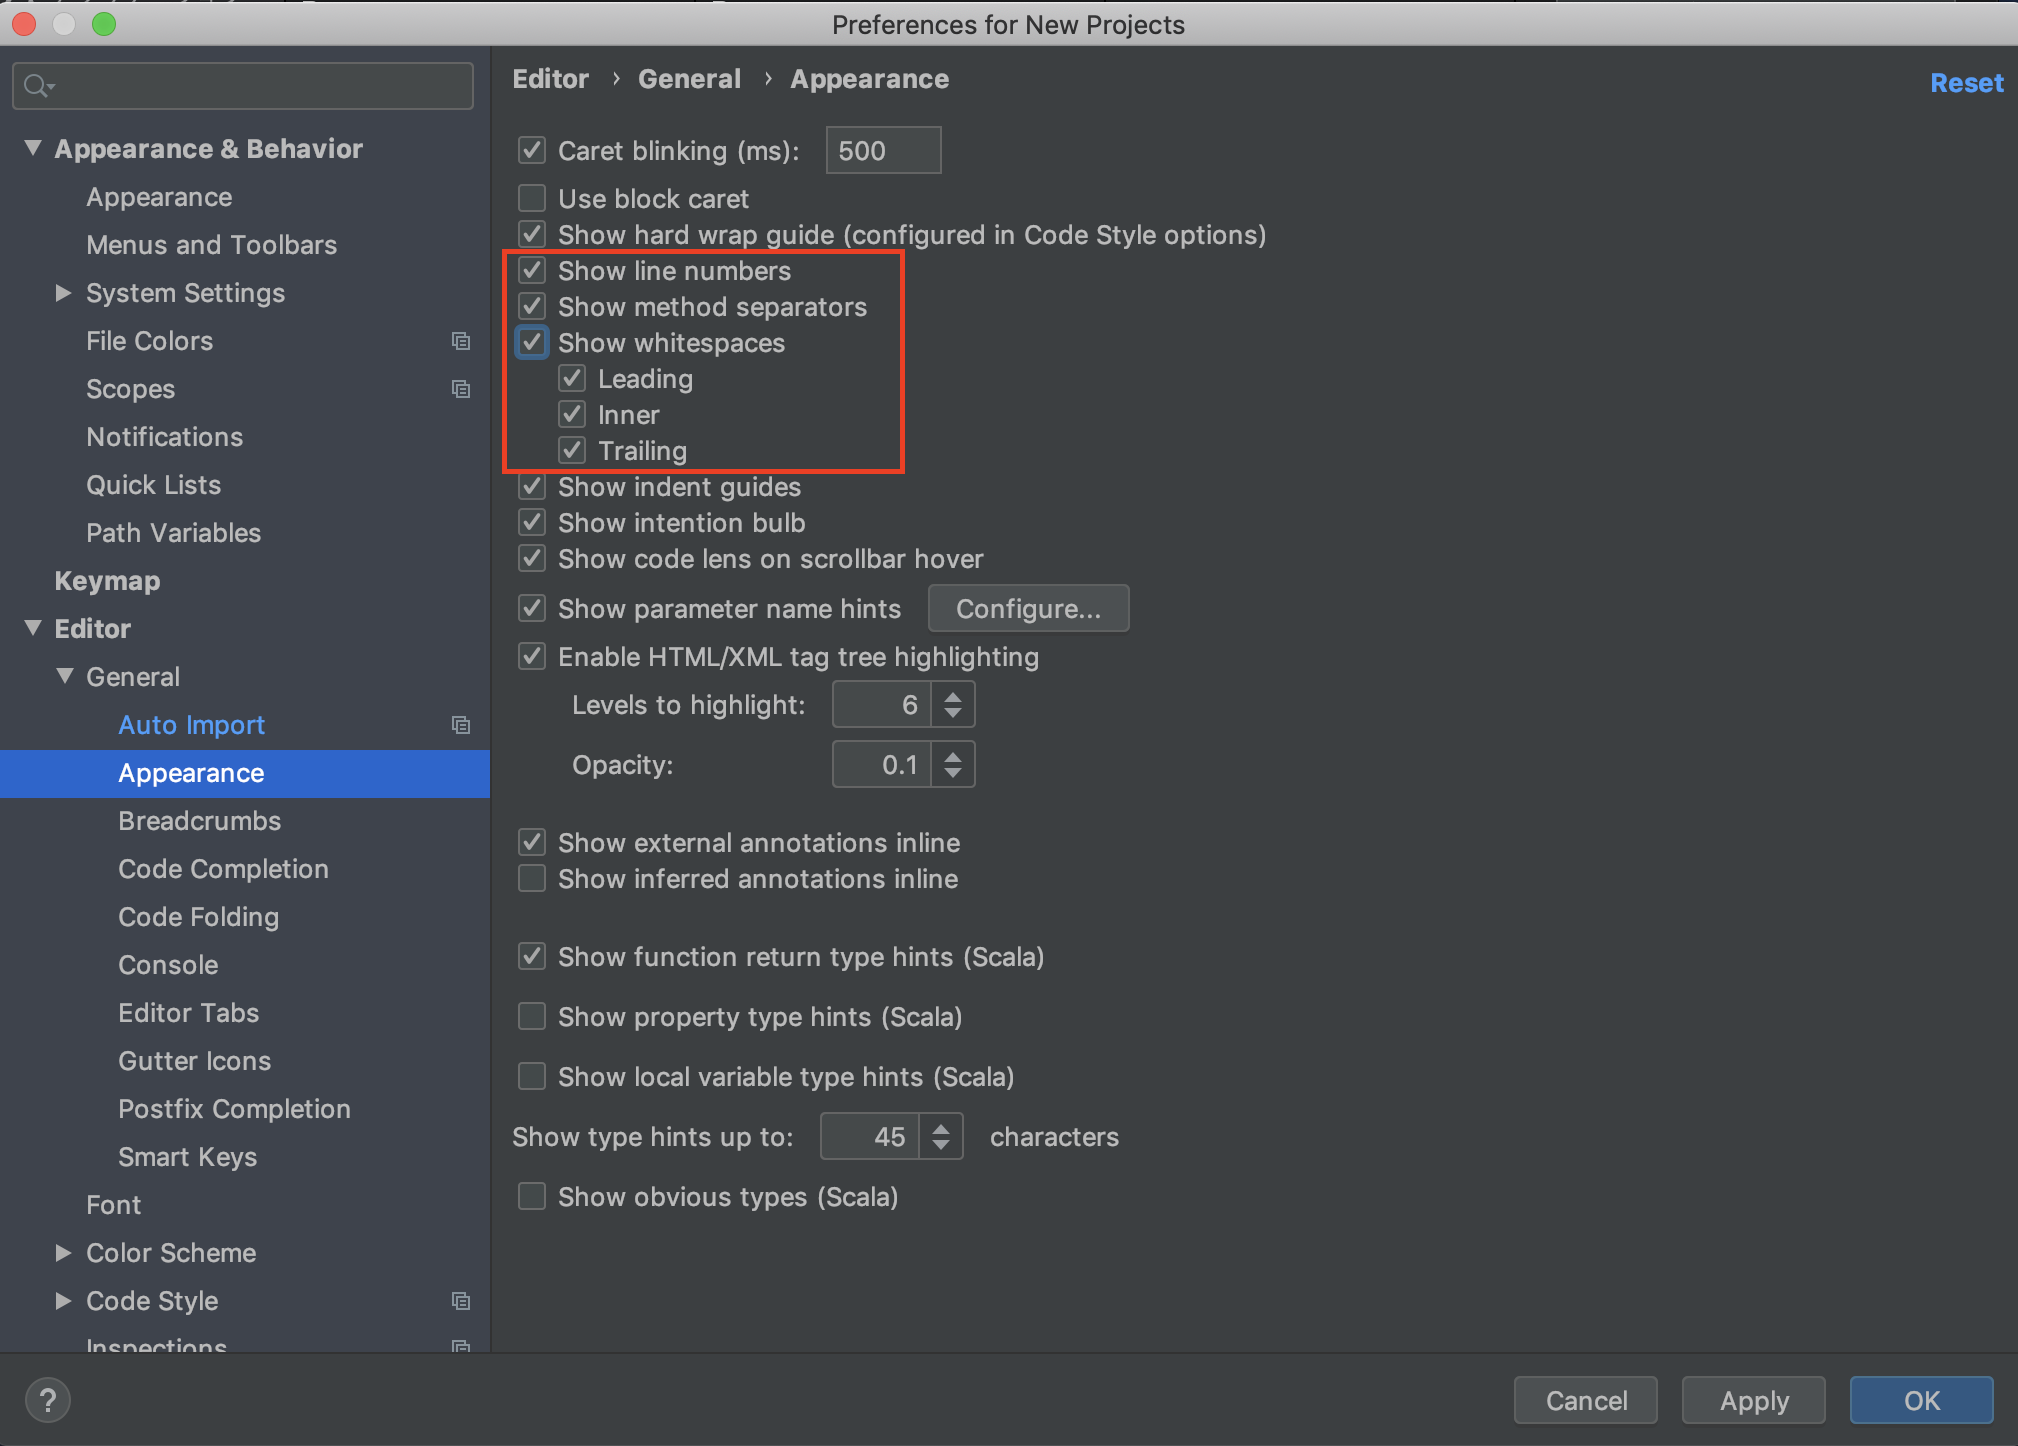 Preferences for New Projects
Appearance & Behavior
Appearance
Menus and Toolbars
System Settings
File Colors
Scopes
Notifications
Quick Lists
Path Variables
Keymap
Editor
General
Auto Import
Appearance
Breadcrumbs
Code Completion
Code Folding
Console
Editor Tabs
Gutter Icons
Postfix Completion
Smart Keys
Font
Color Scheme
Code Style
Inspections
Editor › General › Appearance
Reset
Caret blinking (ms): 500
Use block caret
Show hard wrap guide (configured in Code Style options)
Show line numbers
Show method separators
Show whitespaces
Leading
Inner
Trailing
Show indent guides
Show intention bulb
Show code lens on scrollbar hover
Show parameter name hints Configure...
Enable HTML/XML tag tree highlighting
Levels to highlight: 6
Opacity: 0.1
Show external annotations inline
Show inferred annotations inline
Show function return type hints (Scala)
Show property type hints (Scala)
Show local variable type hints (Scala)
Show type hints up to: 45 characters
Show obvious types (Scala)
? Cancel Apply OK